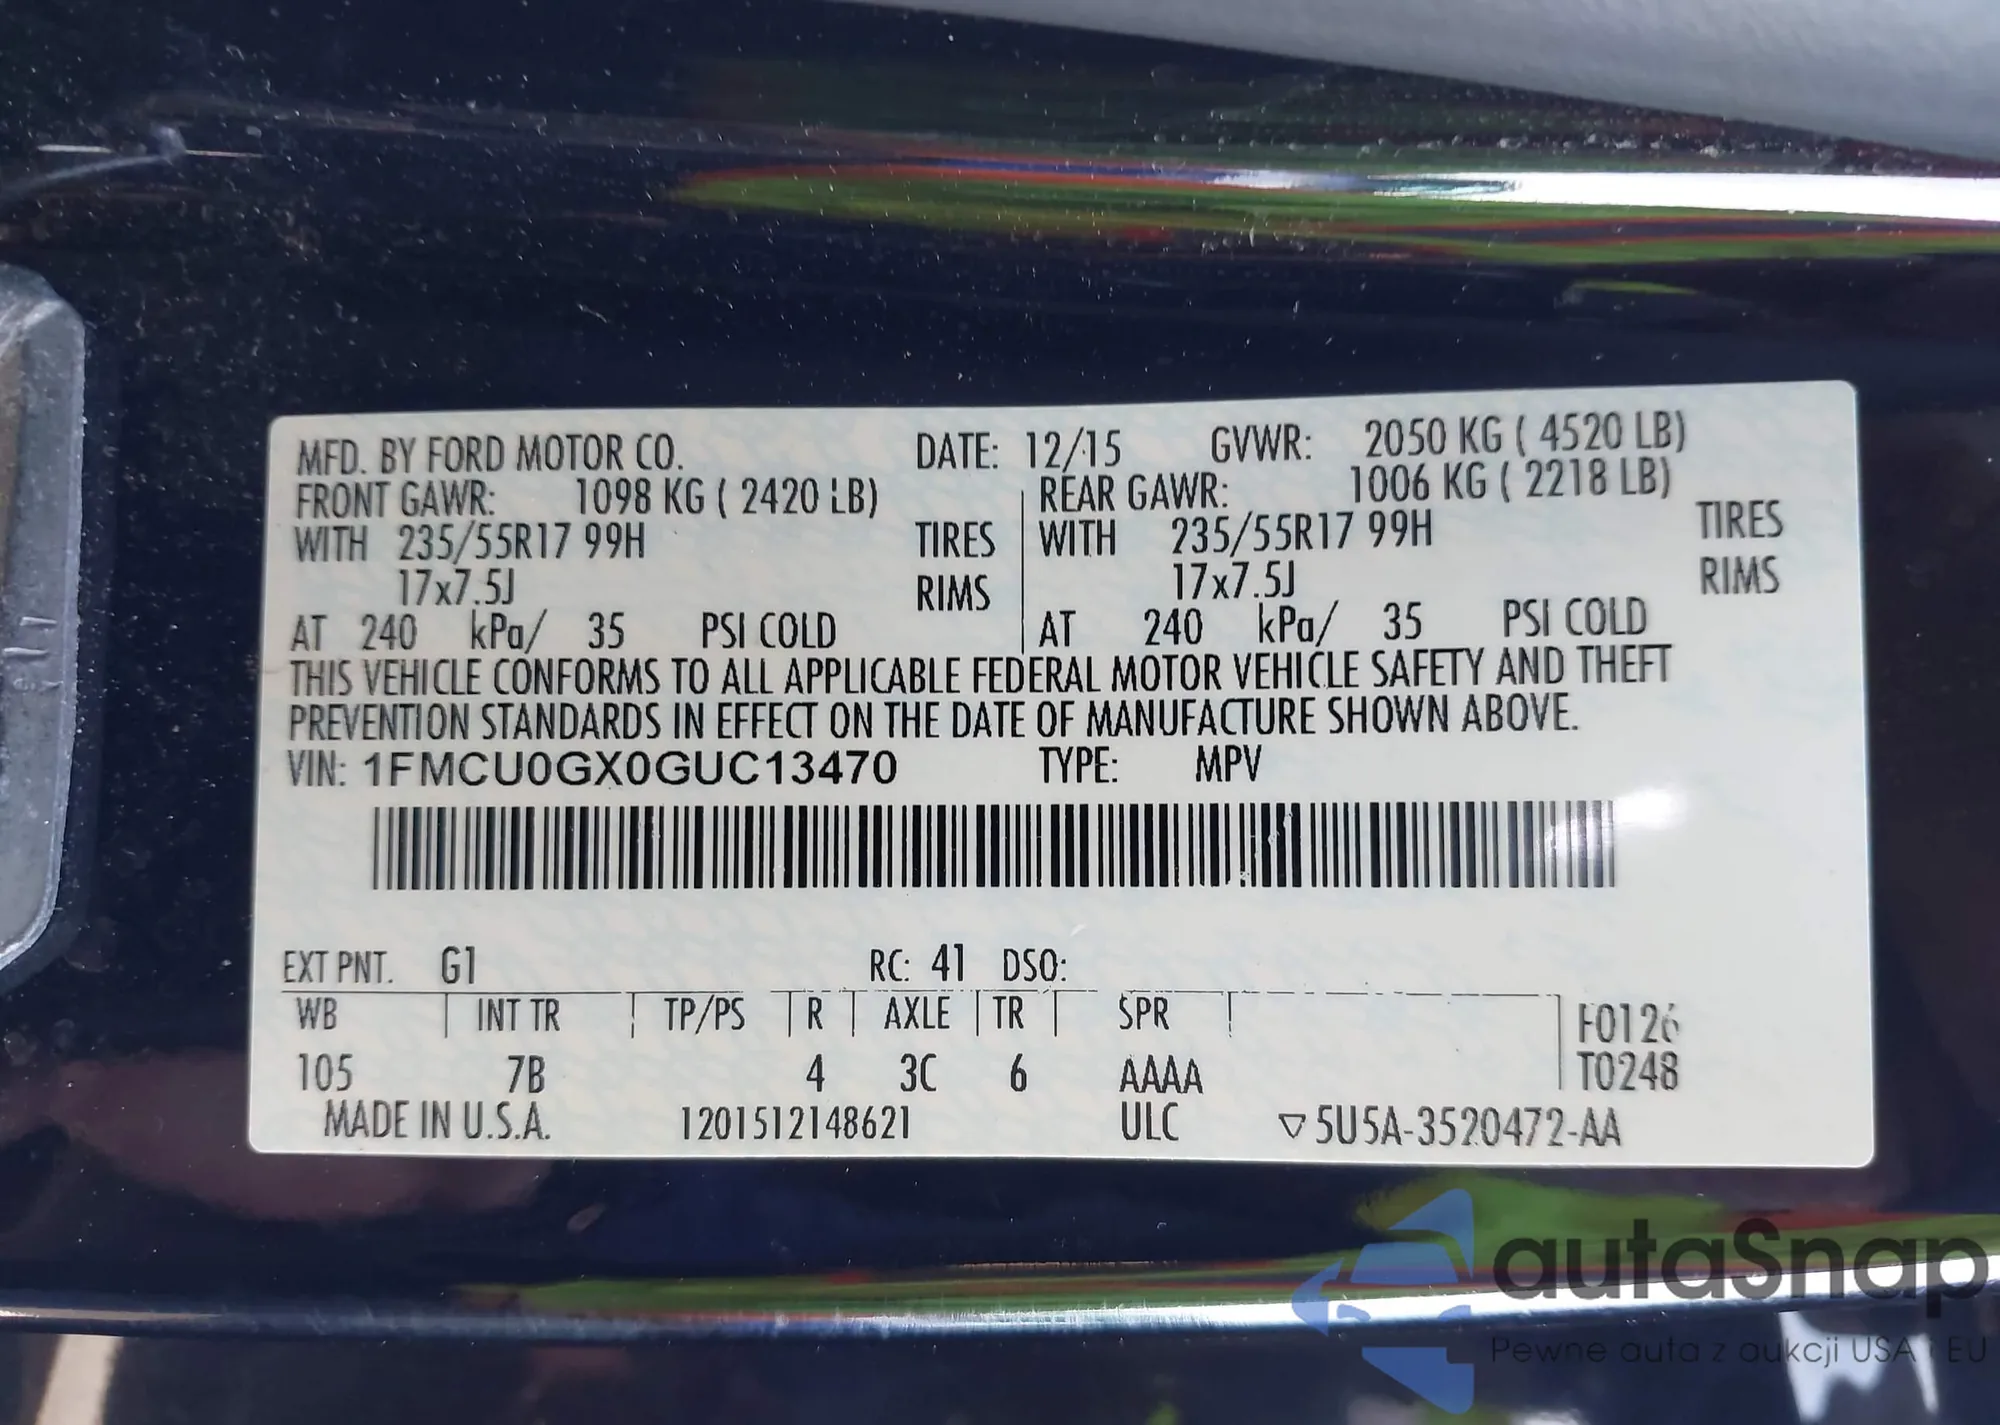 MFD. BY FORD MOTOR CO. DATE: 12/15 GVWR: 2050 KG ( 4520 LB)
FRONT GAWR: 1098 KG ( 2420 LB) REAR GAWR: 1006 KG ( 2218 LB)
WITH 235/55R17 99H TIRES WITH 235/55R17 99H TIRES
17x7.5J RIMS 17x7.5J RIMS
AT 240 kPa/ 35 PSI COLD AT 240 kPa/ 35 PSI COLD
THIS VEHICLE CONFORMS TO ALL APPLICABLE FEDERAL MOTOR VEHICLE SAFETY AND THEFT
PREVENTION STANDARDS IN EFFECT ON THE DATE OF MANUFACTURE SHOWN ABOVE.
VIN: 1FMCU0GX0GUC13470 TYPE: MPV
EXT PNT. G1 RC: 41 DSO:
WB INT TR TP/PS R AXLE TR SPR F0126
105 7B 4 3C 6 AAAA T0248
MADE IN U.S.A. 1201512148621 ULC ▽5U5A-3520472-AA
autaSnap
Pewne auta z aukcji USA i EU